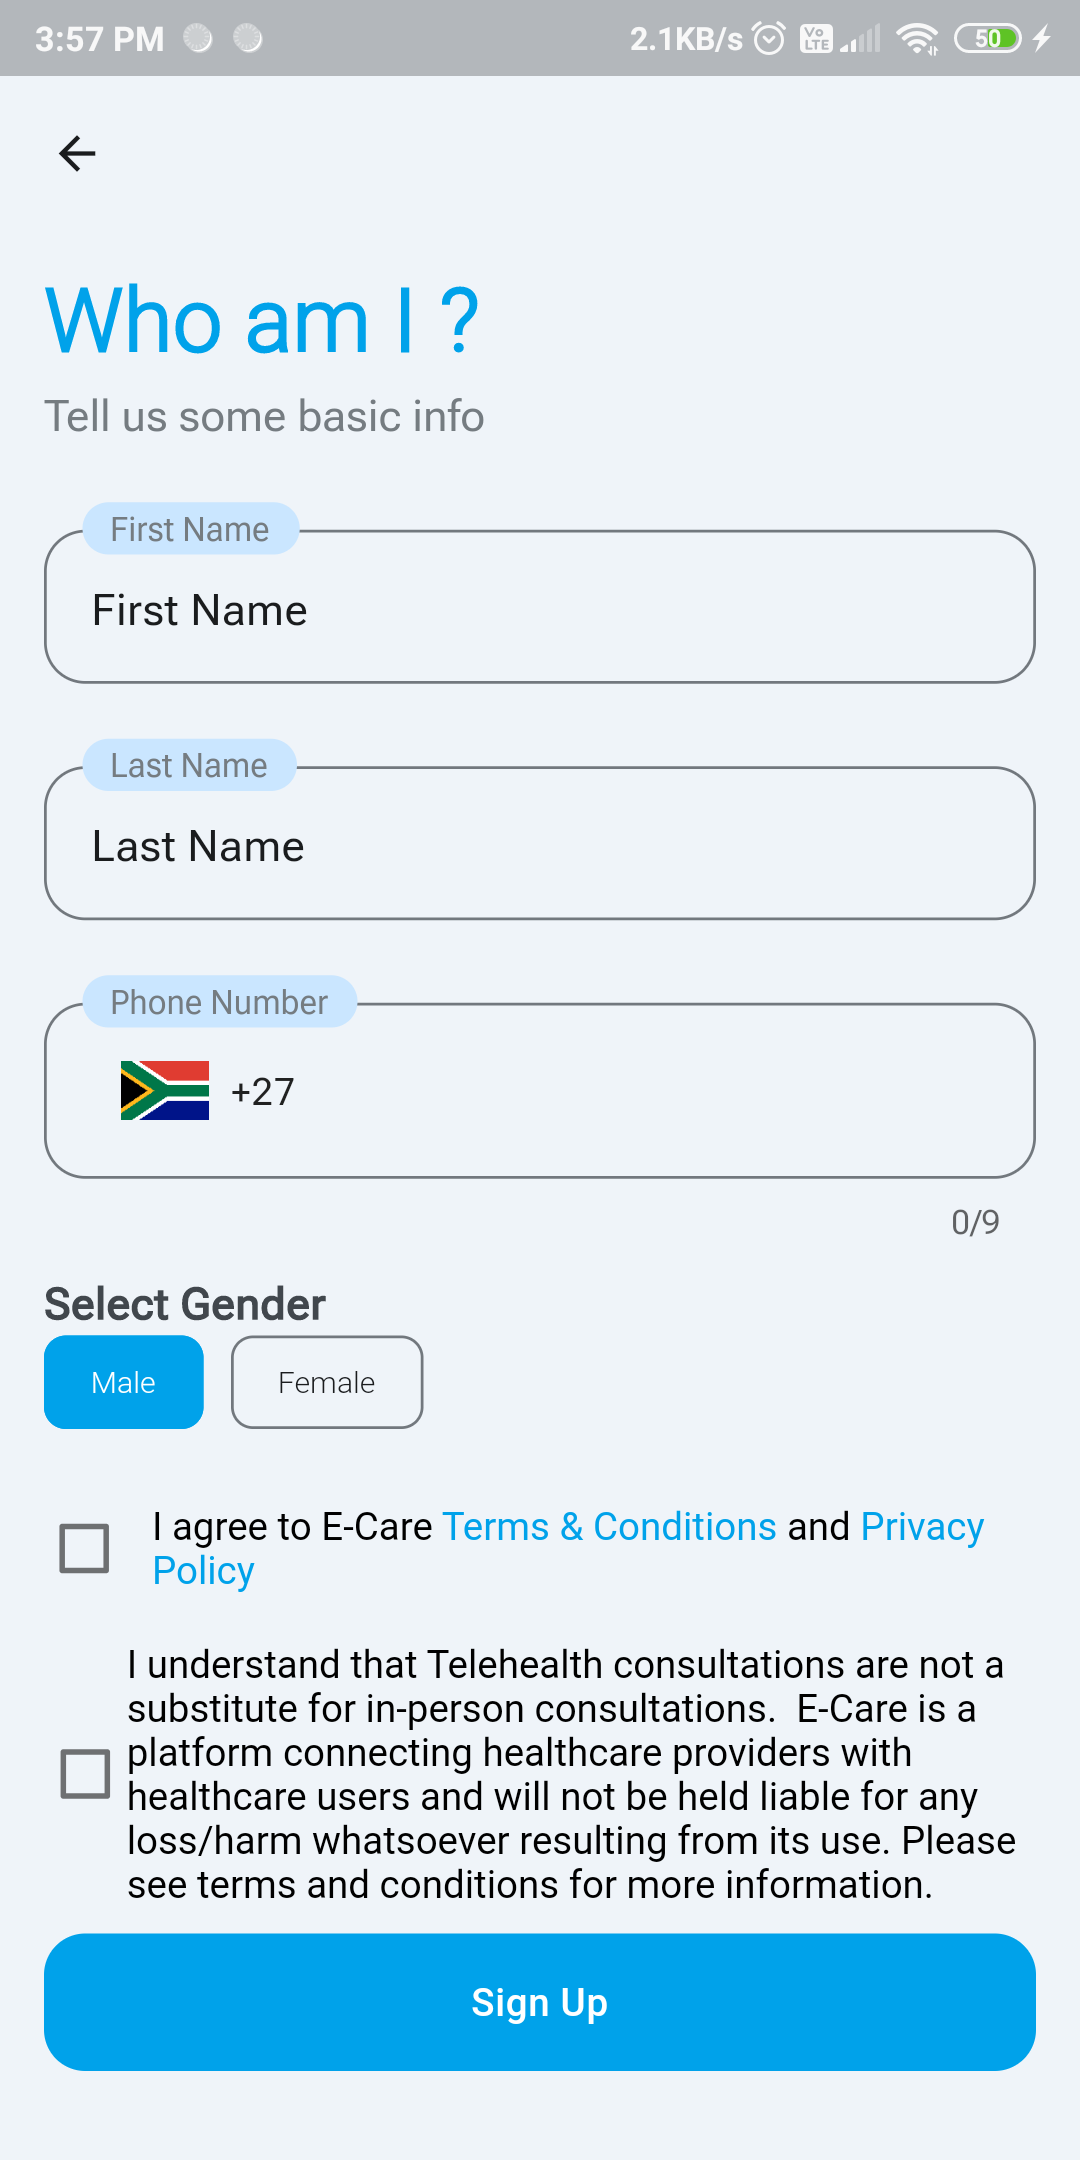 3:57 PM 2.1KB/s Vo LTE 50
Who am I ?
Tell us some basic info
First Name
First Name
Last Name
Last Name
Phone Number
+27
0/9
Select Gender
Male Female
I agree to E-Care Terms & Conditions and Privacy
Policy
I understand that Telehealth consultations are not a
substitute for in-person consultations.  E-Care is a
platform connecting healthcare providers with
healthcare users and will not be held liable for any
loss/harm whatsoever resulting from its use. Please
see terms and conditions for more information.
Sign Up